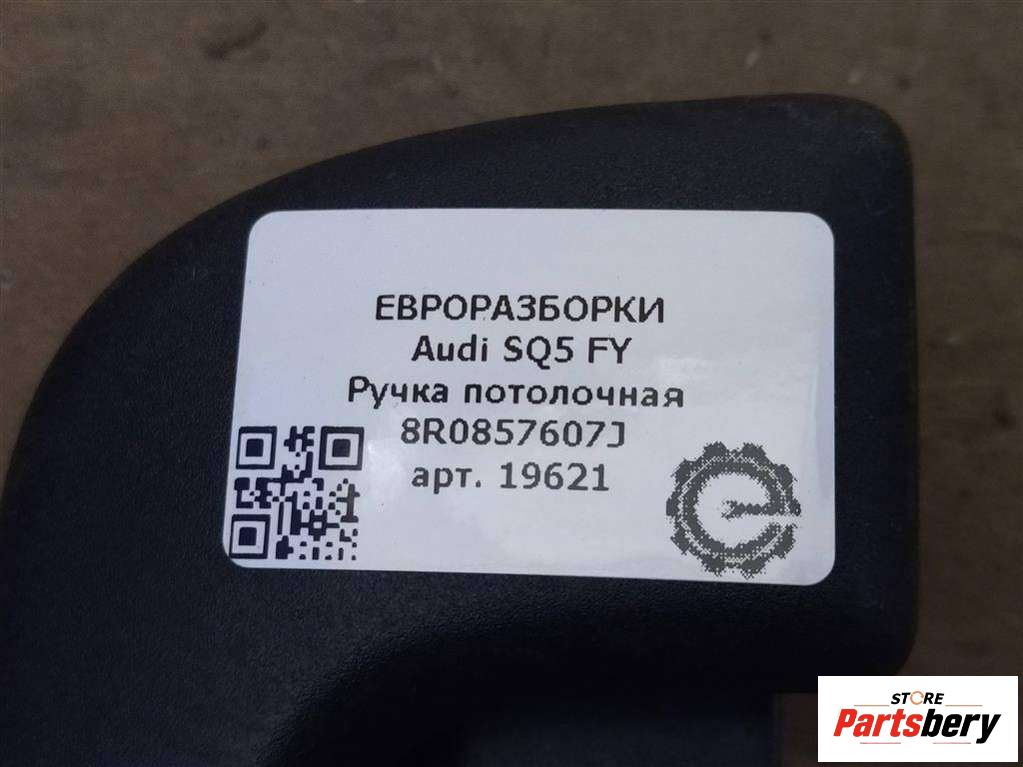 ЕВРОРАЗБОРКИ
Audi SQ5 FY
Ручка потолочная
8R0857607J
арт. 19621
STORE
Partsbery